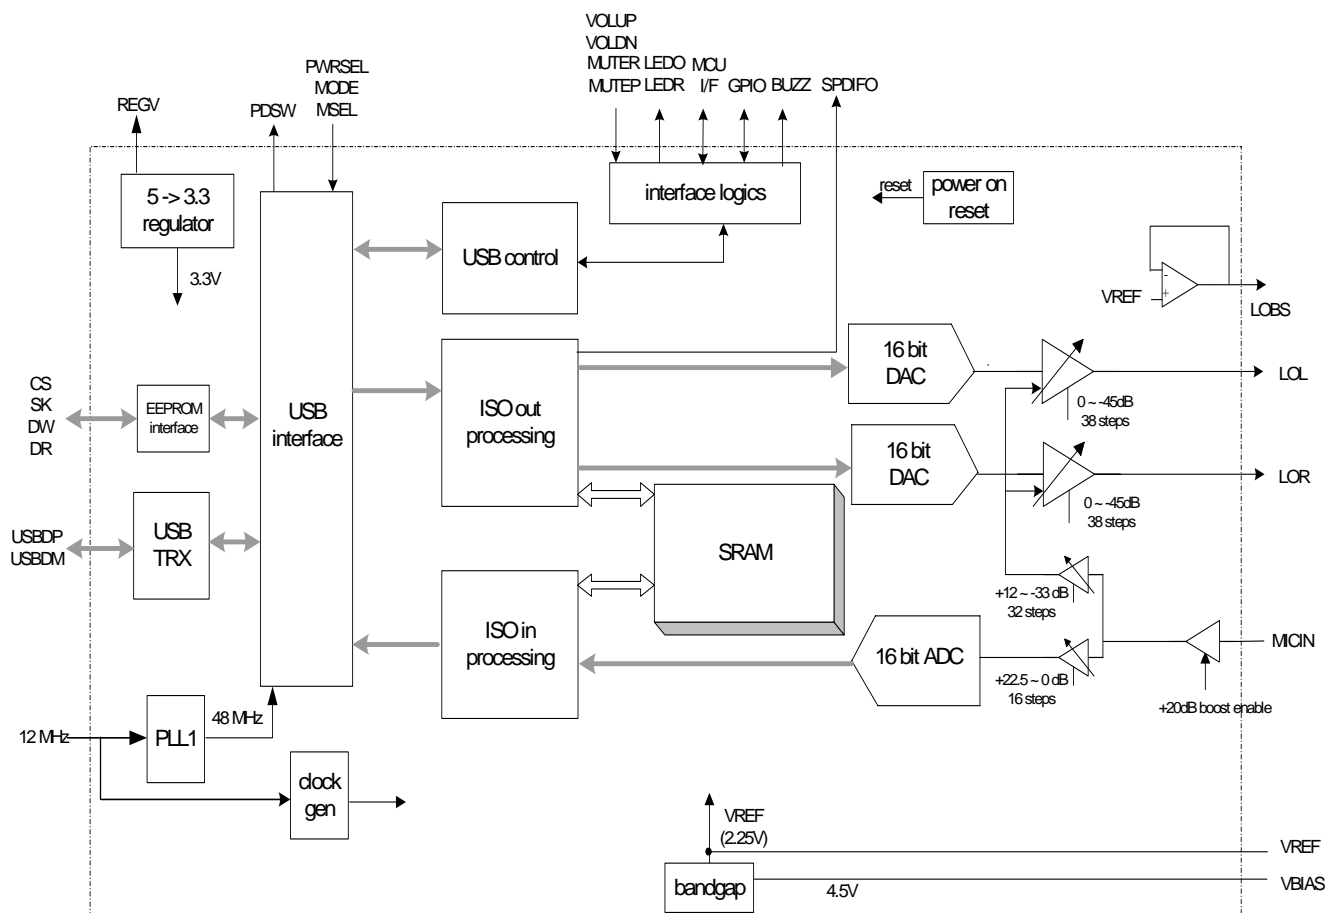 VOLUP
VOLDN
MUTER
MUTEP
LEDO
LEDR
MCU
I/F
GPIO
BUZZ
SPDIFO
PWRSEL
MODE
MSEL
REGV
PDSW
5 -> 3.3
regulator
3.3V
interface logics
reset
power on
reset
USB control
-
+
VREF
LOBS
16 bit
DAC
LOL
0 ~ -45dB
38 steps
CS
SK
DW
DR
EEPROM
interface
USB
interface
ISO out
processing
16 bit
DAC
LOR
0 ~ -45dB
38 steps
USBDP
USBDM
USB
TRX
SRAM
+12 ~ -33 dB
32 steps
ISO in
processing
16 bit ADC
MICIN
+22.5 ~ 0 dB
16 steps
+20dB boost enable
12 MHz
PLL1
48 MHz
clock
gen
VREF
(2.25V)
VREF
bandgap
4.5V
VBIAS